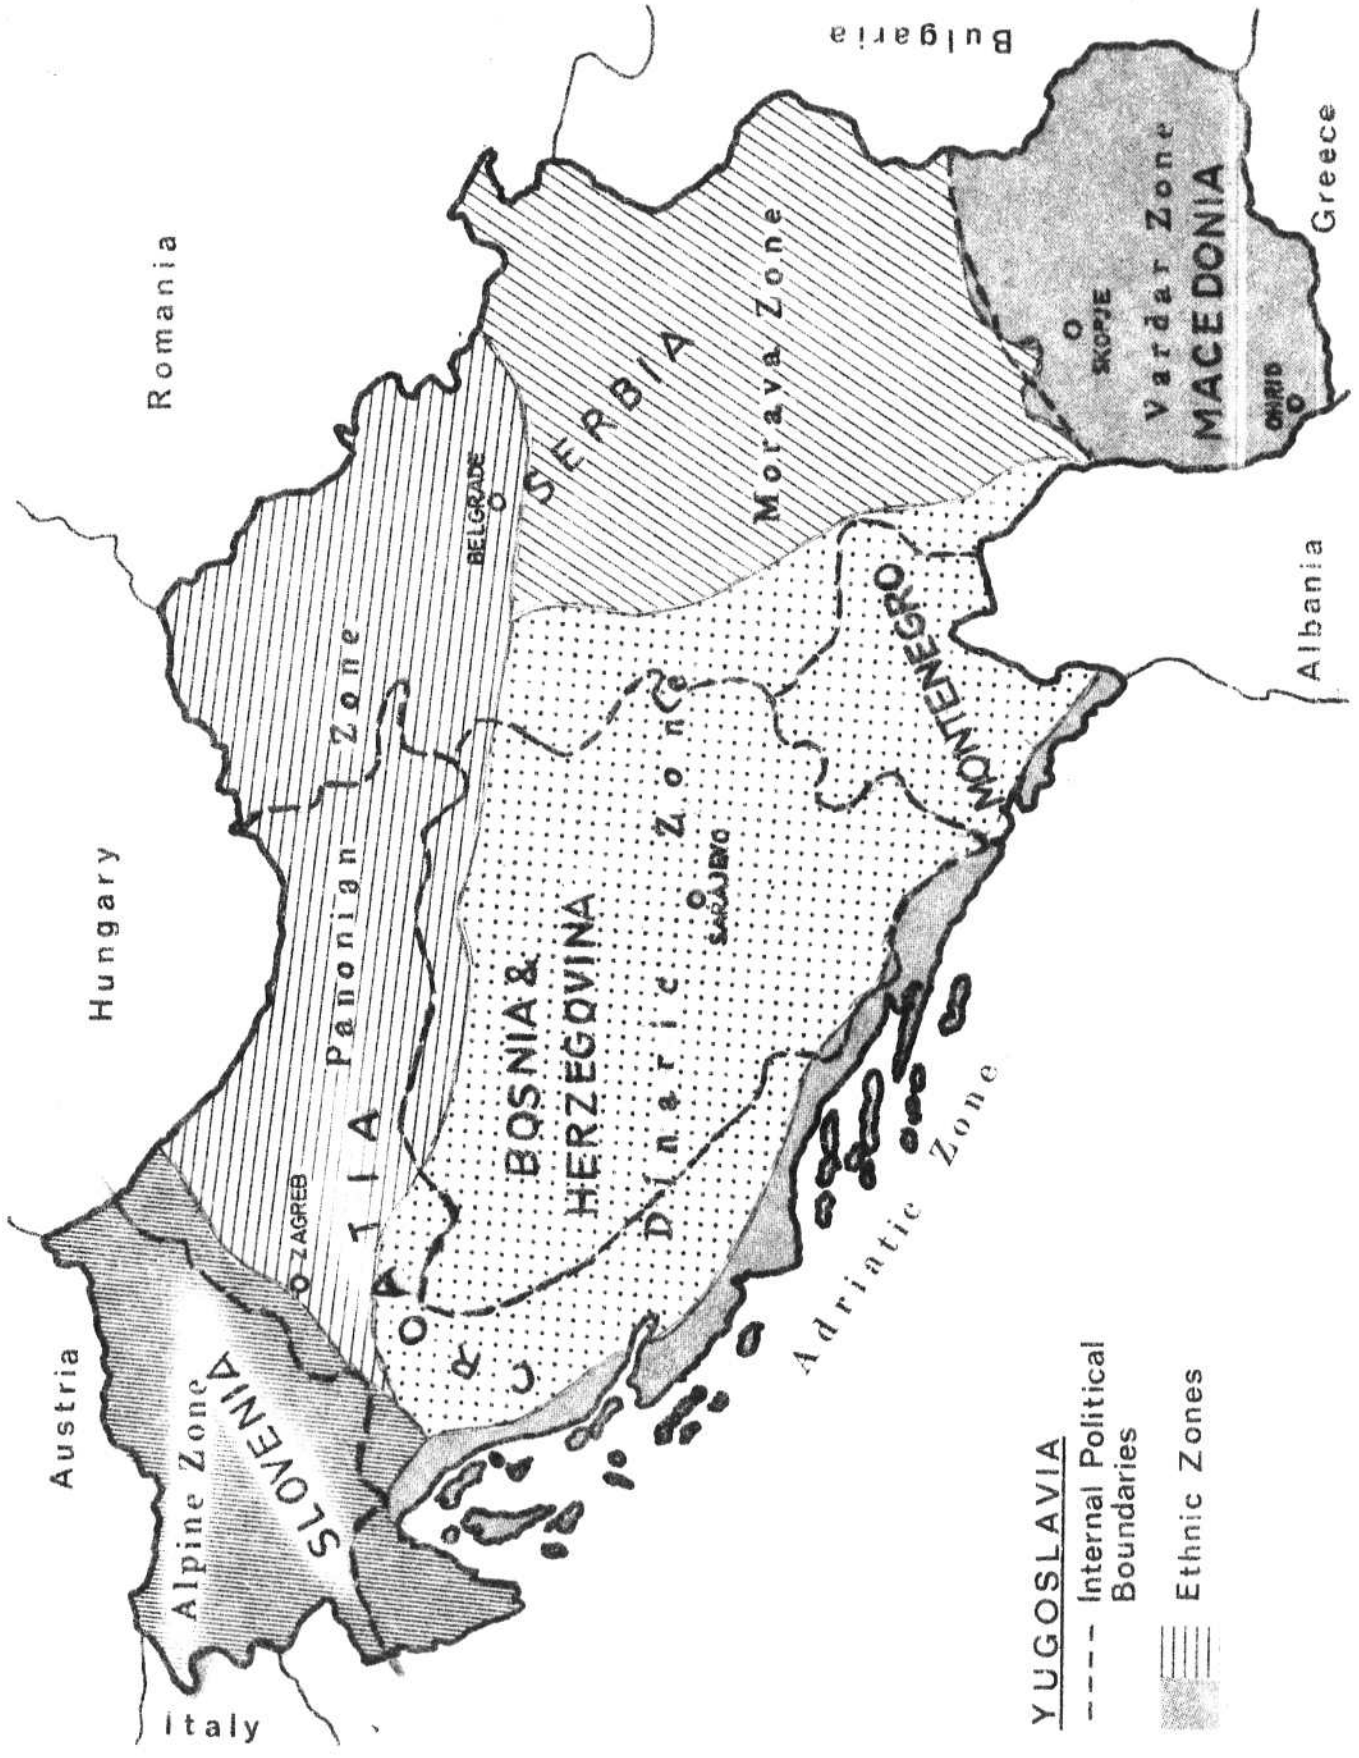 Austria
Hungary
Romania
Italy
Alpine Zone
SLOVENIA
ZAGREB
CROATIA
Panonian Zone
BELGRADE
SERBIA
BOSNIA &
HERZEGOVINA
Dinaric Zone
SARAJEVO
Morava Zone
Bulgaria
MONTENEGRO
Adriatic Zone
SKOPJE
Vardar Zone
MACEDONIA
OHRID
Albania
Greece
YUGOSLAVIA
---- Internal Political
Boundaries
Ethnic Zones